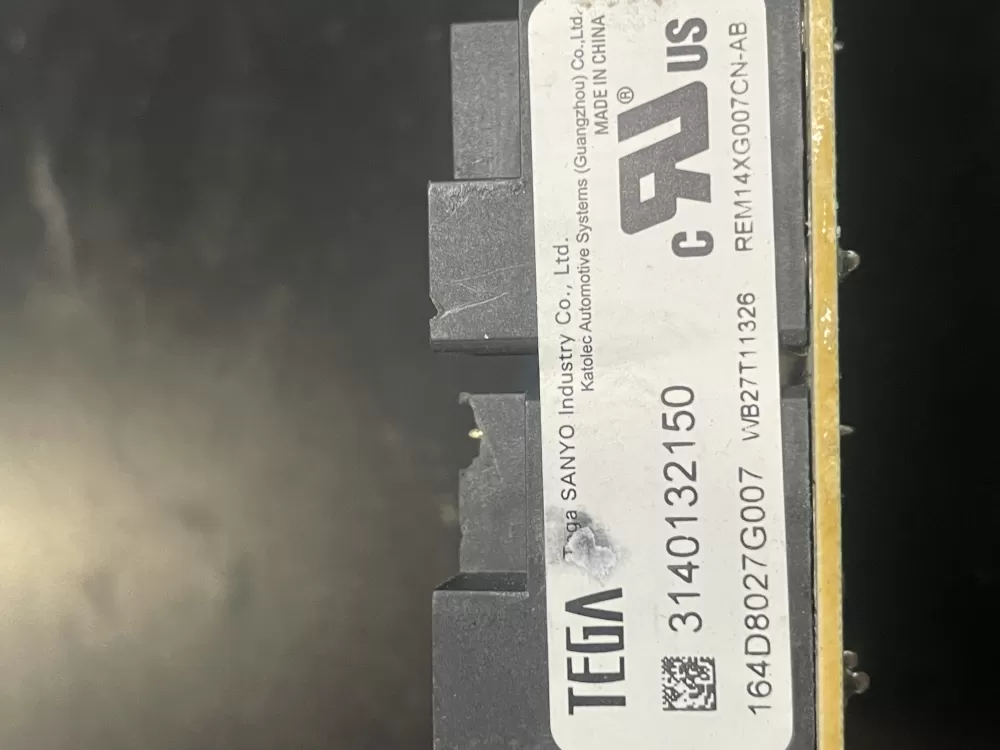 TEGA
SANYO Industry Co., Ltd.
Katolec Automotive Systems (Guangzhou) Co.,Ltd.
MADE IN CHINA
3140132150
C RU US ®
164D8027G007 WB27T11326 REM14XG007CN-AB